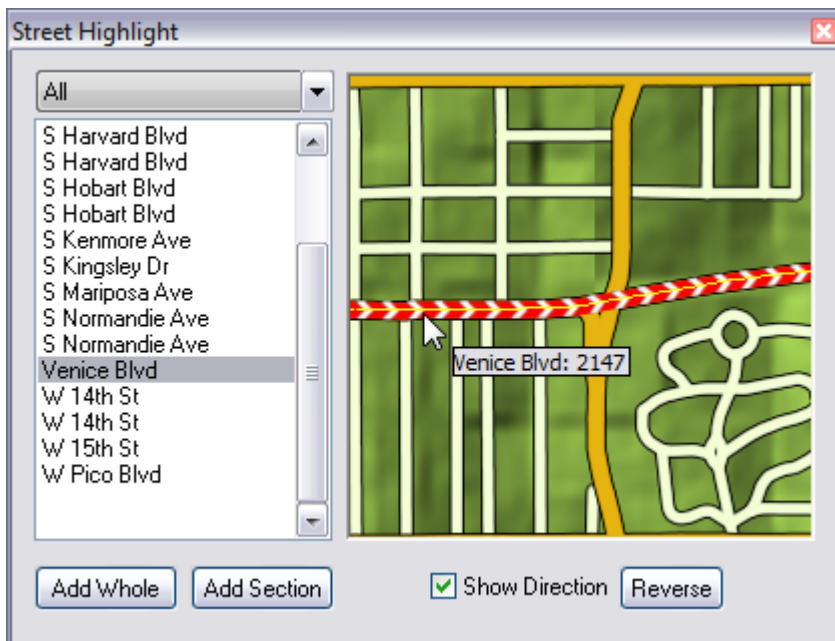 Street Highlight
All
S Harvard Blvd
S Harvard Blvd
S Hobart Blvd
S Hobart Blvd
S Kenmore Ave
S Kingsley Dr
S Mariposa Ave
S Normandie Ave
S Normandie Ave
Venice Blvd
W 14th St
W 14th St
W 15th St
W Pico Blvd
Venice Blvd: 2147
Add Whole
Add Section
Show Direction
Reverse